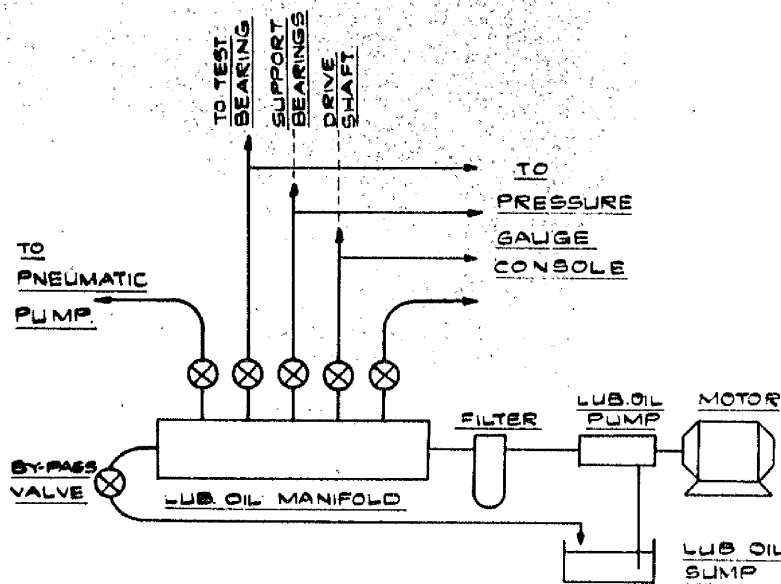 TO TEST
BEARING
SUPPORT
BEARINGS
DRIVE
SHAFT
TO
PRESSURE
GAUGE
CONSOLE
TO
PNEUMATIC
PUMP.
FILTER
LUB. OIL
PUMP
MOTOR
BY-PASS
VALVE
LUB. OIL MANIFOLD
LUB OIL
SUMP